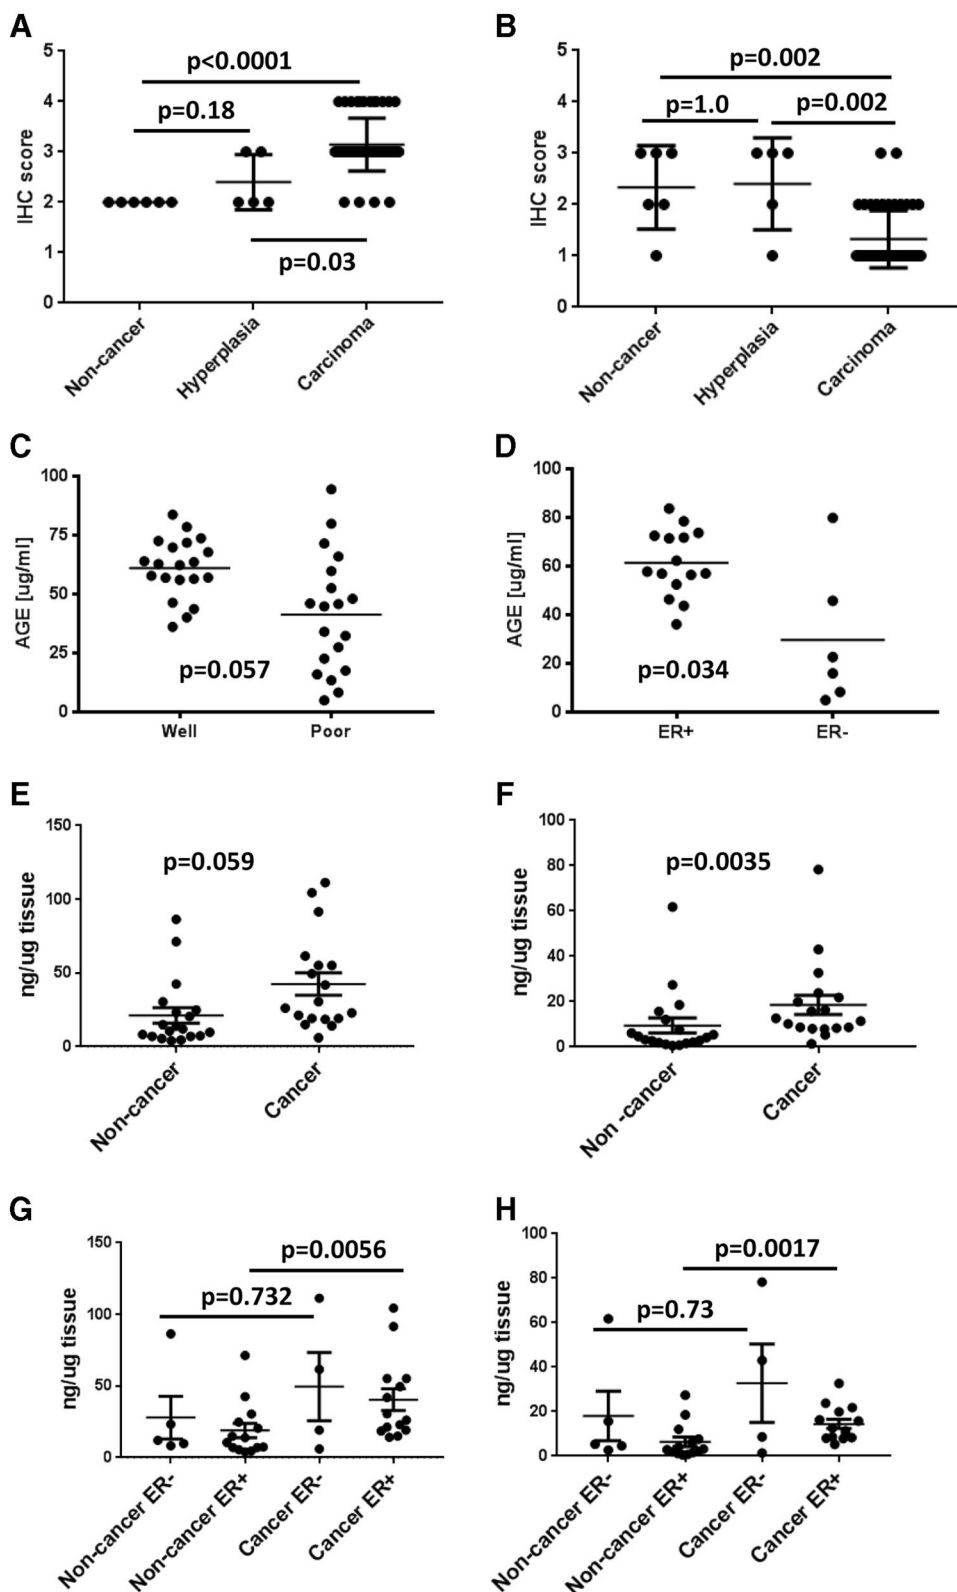 A
IHC score
5
4
3
2
1
0
p<0.0001
p=0.18
p=0.03
Non-cancer
Hyperplasia
Carcinoma
B
IHC score
5
4
3
2
1
0
p=0.002
p=1.0
p=0.002
Non-cancer
Hyperplasia
Carcinoma
C
AGE [ug/ml]
100
75
50
25
0
p=0.057
Well
Poor
D
AGE [ug/ml]
100
80
60
40
20
0
p=0.034
ER+
ER-
E
ng/ug tissue
150
100
50
0
p=0.059
Non-cancer
Cancer
F
ng/ug tissue
100
80
60
40
20
0
p=0.0035
Non -cancer
Cancer
G
ng/ug tissue
150
100
50
0
p=0.0056
p=0.732
Non-cancer ER-
Non-cancer ER+
Cancer ER-
Cancer ER+
H
ng/ug tissue
100
80
60
40
20
0
p=0.0017
p=0.73
Non-cancer ER-
Non-cancer ER+
Cancer ER-
Cancer ER+